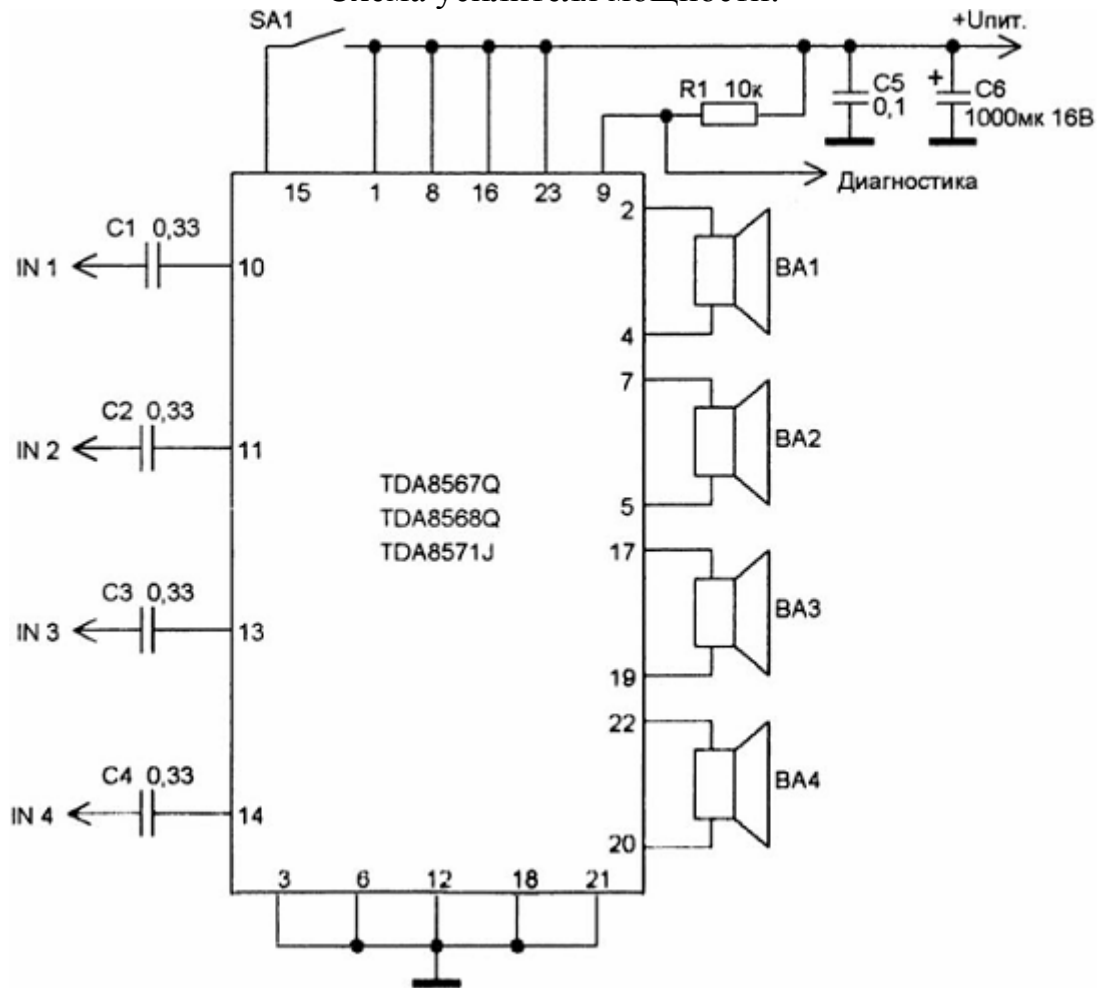 Схема усилителя мощности.
SA1
+Uпит.
R1 10к
C5
0,1
+
C6
1000мк 16В
Диагностика
15 1 8 16 23 9
C1 0,33
IN 1
10
C2 0,33
IN 2
11
C3 0,33
IN 3
13
C4 0,33
IN 4
14
TDA8567Q
TDA8568Q
TDA8571J
2
4
BA1
7
5
BA2
17
19
BA3
22
20
BA4
3 6 12 18 21